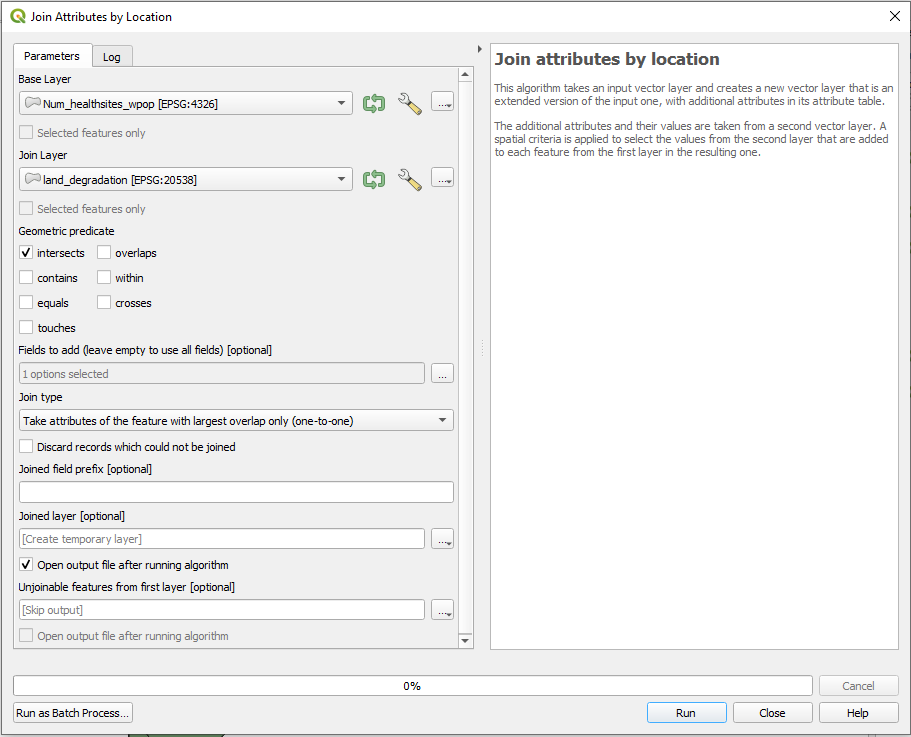 Join Attributes by Location
Parameters
Log
Base Layer
Num_healthsites_wpop [EPSG:4326]
...
Selected features only
Join Layer
land_degradation [EPSG:20538]
...
Selected features only
Geometric predicate
intersects overlaps
contains within
equals crosses
touches
Fields to add (leave empty to use all fields) [optional]
1 options selected
...
Join type
Take attributes of the feature with largest overlap only (one-to-one)
Discard records which could not be joined
Joined field prefix [optional]
Joined layer [optional]
[Create temporary layer]
...
Open output file after running algorithm
Unjoinable features from first layer [optional]
[Skip output]
...
Open output file after running algorithm
Join attributes by location
This algorithm takes an input vector layer and creates a new vector layer that is an
extended version of the input one, with additional attributes in its attribute table.
The additional attributes and their values are taken from a second vector layer. A
spatial criteria is applied to select the values from the second layer that are added
to each feature from the first layer in the resulting one.
0%
Cancel
Run as Batch Process...
Run
Close
Help